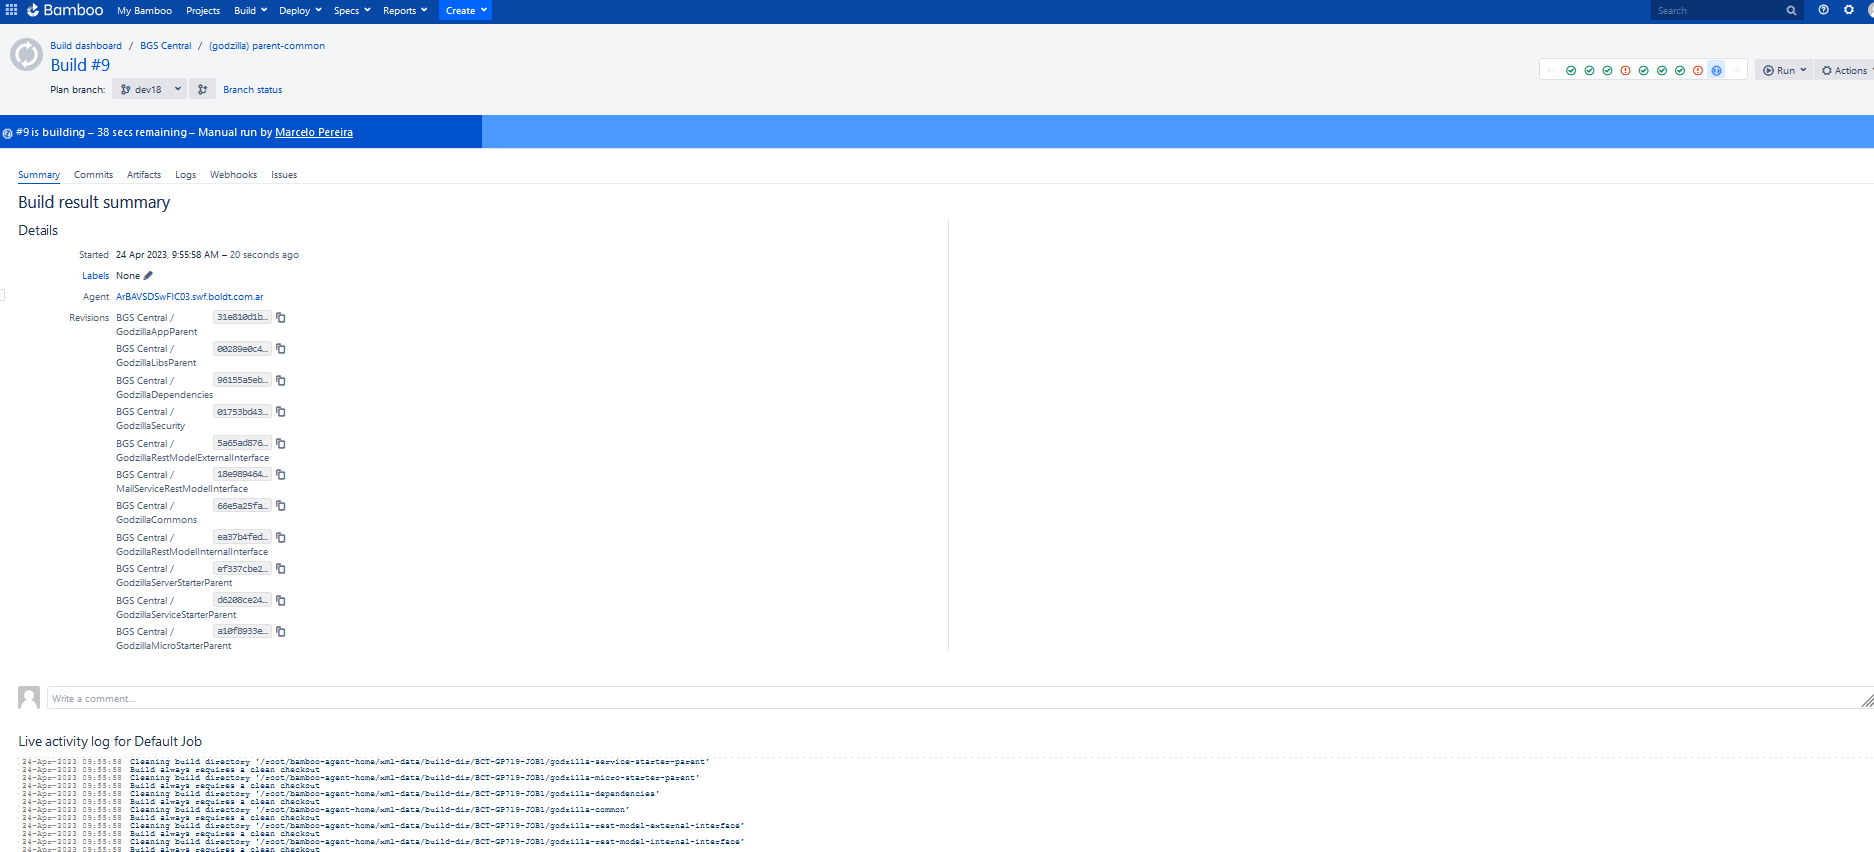 Bamboo My Bamboo Projects Build Deploy Specs Reports Create Search
Build dashboard / BGS Central / (godzilla) parent-common
Build #9
Run Actions
Plan branch: dev18 Branch status
#9 is building – 38 secs remaining – Manual run by Marcelo Pereira
Summary Commits Artifacts Logs Webhooks Issues
Build result summary
Details
Started 24 Apr 2023, 9:55:58 AM – 20 seconds ago
Labels None
Agent ArBAVSDSwFIC03.swf.boldt.com.ar
Revisions BGS Central / 31e810d1b...
GodzillaAppParent
BGS Central / 00289e0c4...
GodzillaLibsParent
BGS Central / 96155a5eb...
GodzillaDependencies
BGS Central / 01753bd43...
GodzillaSecurity
BGS Central / 5a65ad876...
GodzillaRestModelExternalInterface
BGS Central / 18e989464...
MailServiceRestModelInterface
BGS Central / 66e5a25fa...
GodzillaCommons
BGS Central / ea37b4fed...
GodzillaRestModelInternalInterface
BGS Central / ef337cbe2...
GodzillaServerStarterParent
BGS Central / d6208ce24...
GodzillaServiceStarterParent
BGS Central / a10f8933e...
GodzillaMicroStarterParent
Write a comment...
Live activity log for Default Job
24-Apr-2023 09:55:58 Cleaning build directory '/root/bamboo-agent-home/xml-data/build-dir/BCT-GP719-JOB1/godzilla-service-starter-parent'
24-Apr-2023 09:55:58 Build always requires a clean checkout
24-Apr-2023 09:55:58 Cleaning build directory '/root/bamboo-agent-home/xml-data/build-dir/BCT-GP719-JOB1/godzilla-micro-starter-parent'
24-Apr-2023 09:55:58 Build always requires a clean checkout
24-Apr-2023 09:55:58 Cleaning build directory '/root/bamboo-agent-home/xml-data/build-dir/BCT-GP719-JOB1/godzilla-dependencies'
24-Apr-2023 09:55:58 Build always requires a clean checkout
24-Apr-2023 09:55:58 Cleaning build directory '/root/bamboo-agent-home/xml-data/build-dir/BCT-GP719-JOB1/godzilla-common'
24-Apr-2023 09:55:58 Build always requires a clean checkout
24-Apr-2023 09:55:58 Cleaning build directory '/root/bamboo-agent-home/xml-data/build-dir/BCT-GP719-JOB1/godzilla-rest-model-external-interface'
24-Apr-2023 09:55:58 Build always requires a clean checkout
24-Apr-2023 09:55:58 Cleaning build directory '/root/bamboo-agent-home/xml-data/build-dir/BCT-GP719-JOB1/godzilla-rest-model-internal-interface'
24-Apr-2023 09:55:58 Build always requires a clean checkout